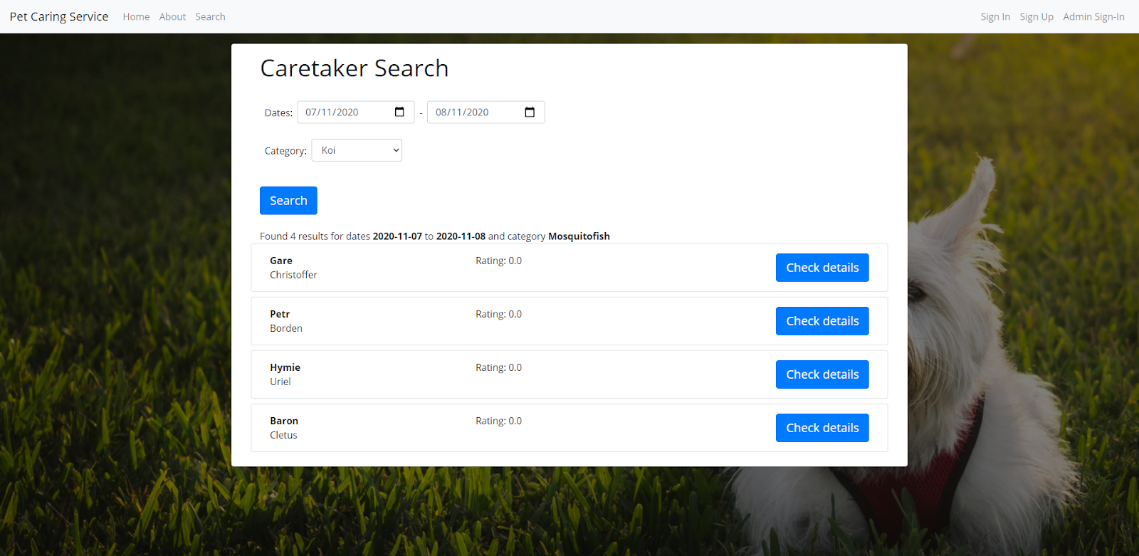 Pet Caring Service Home About Search Sign In Sign Up Admin Sign-In
Caretaker Search
Dates: 07/11/2020 - 08/11/2020
Category: Koi
Search
Found 4 results for dates 2020-11-07 to 2020-11-08 and category Mosquitofish
Gare Rating: 0.0 Check details
Christoffer
Petr Rating: 0.0 Check details
Borden
Hymie Rating: 0.0 Check details
Uriel
Baron Rating: 0.0 Check details
Cletus